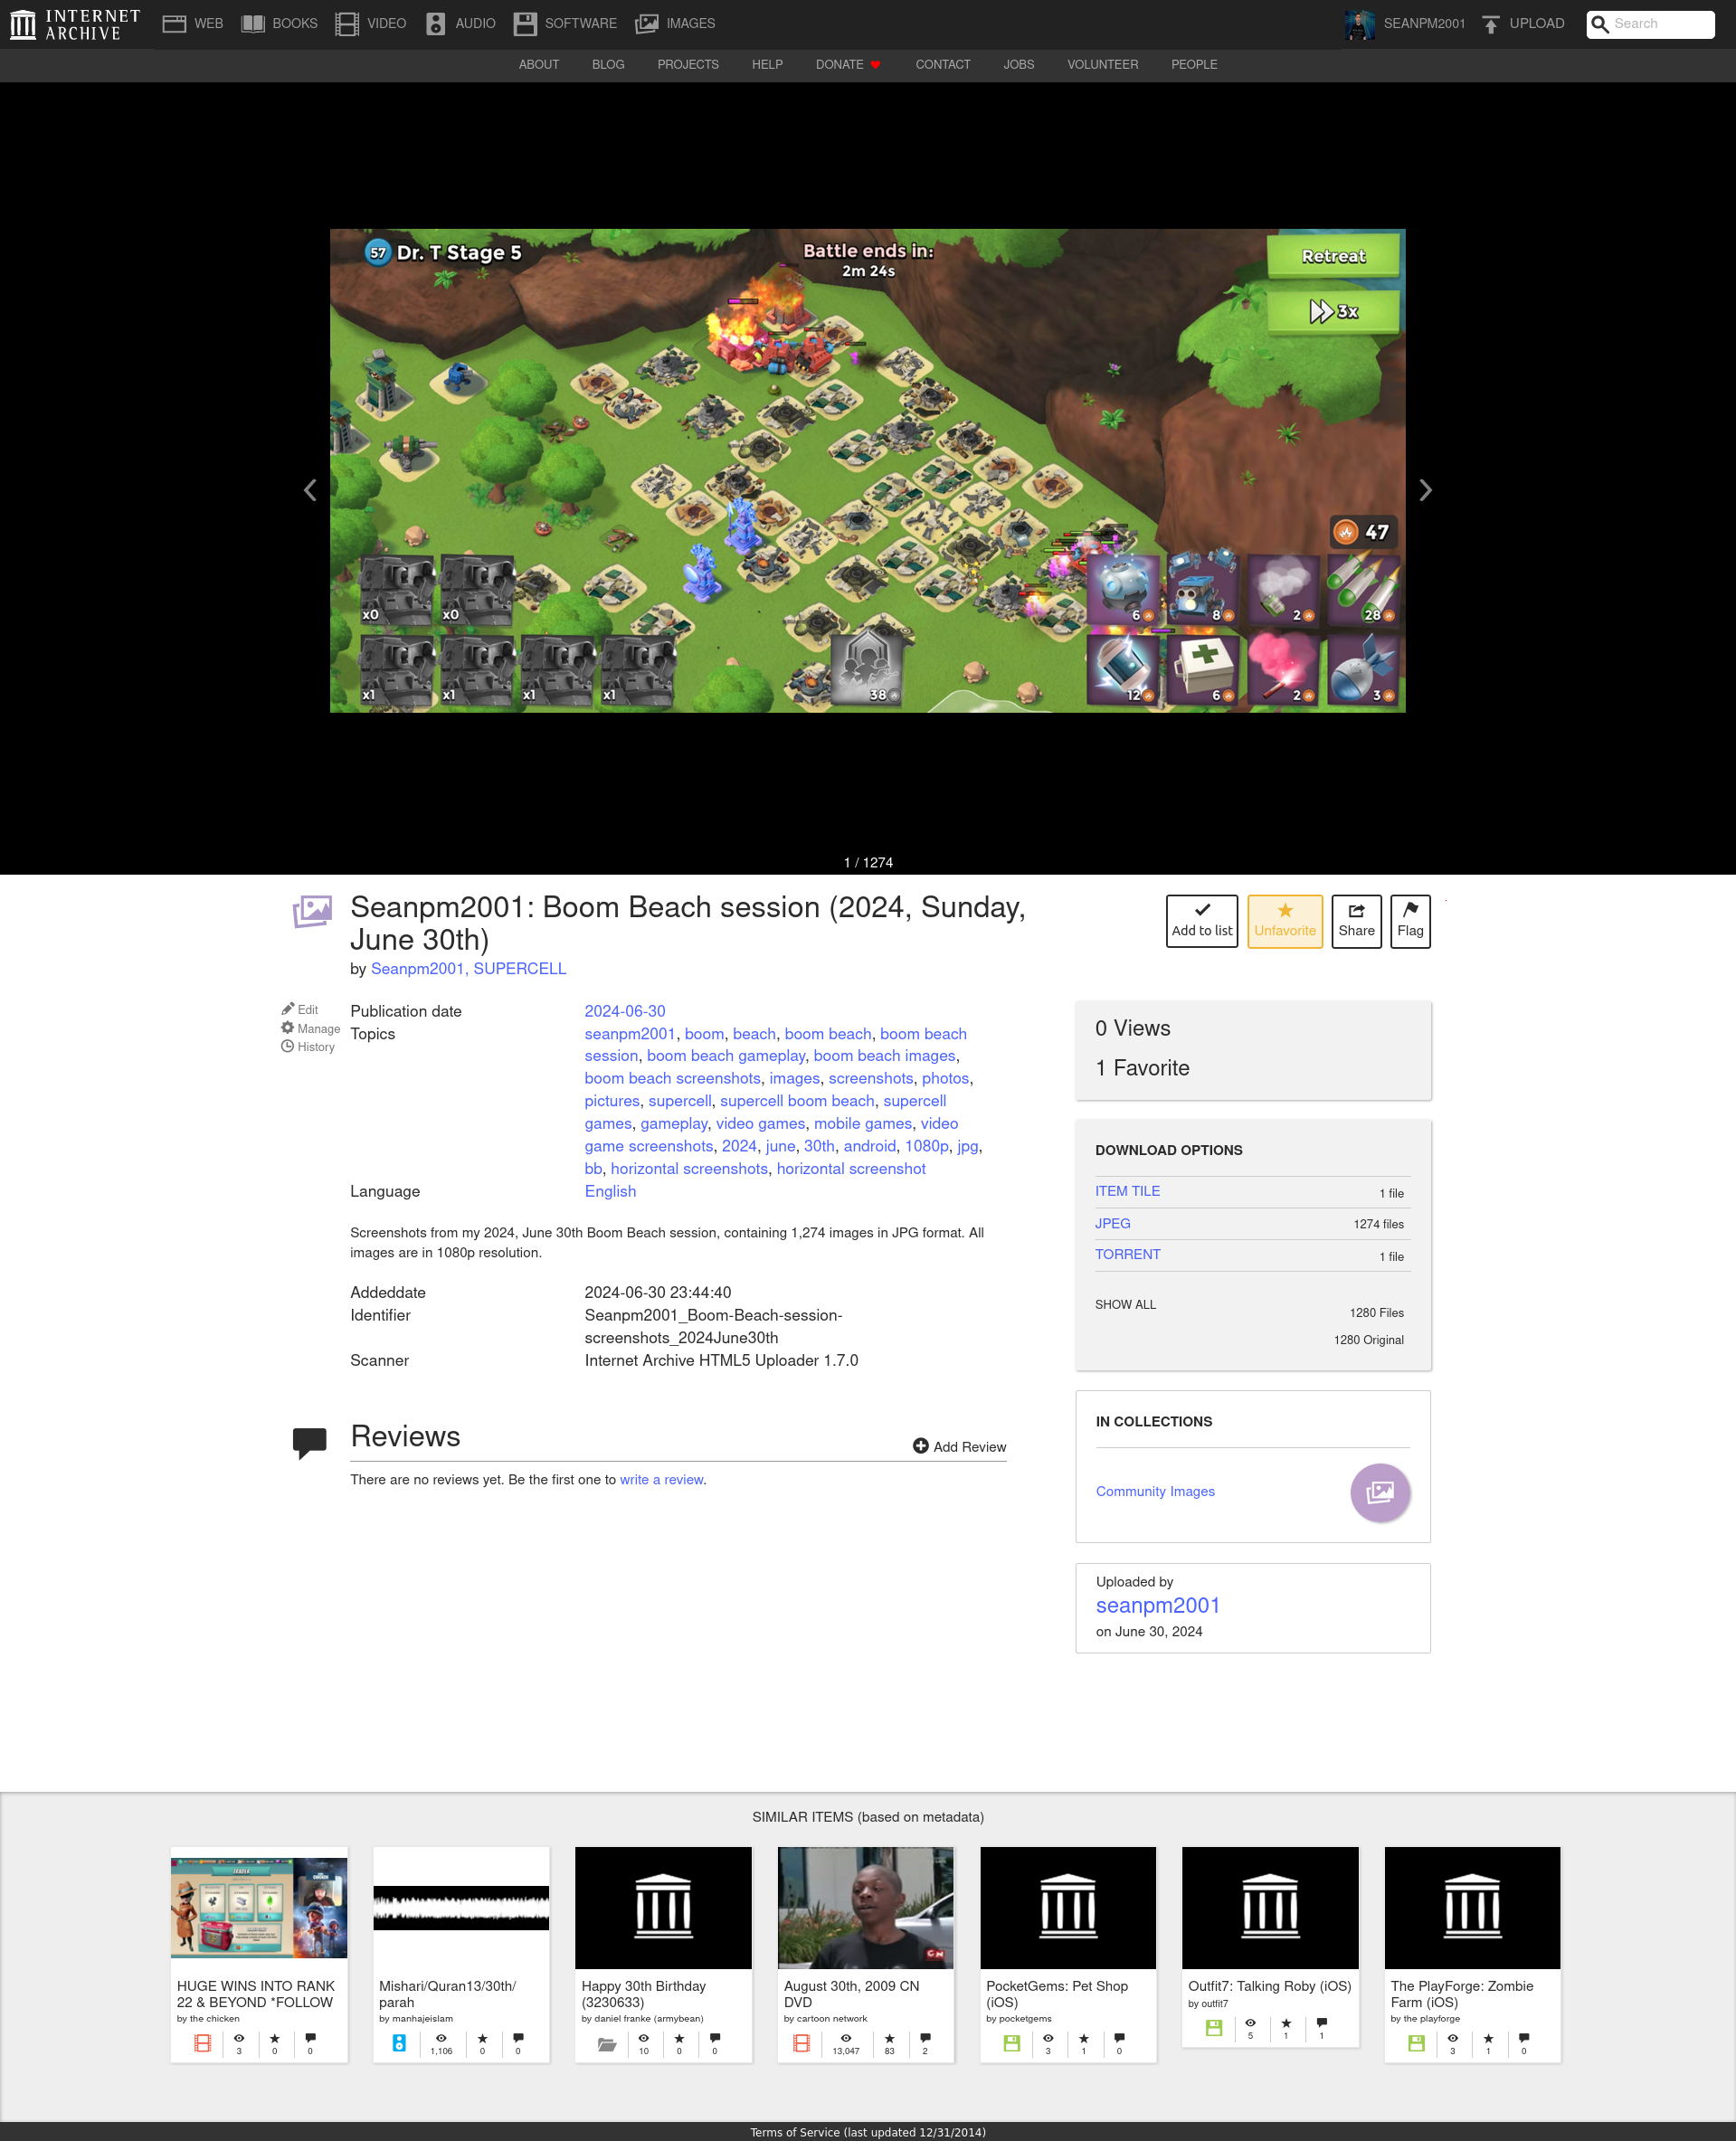 INTERNET ARCHIVE
WEB
BOOKS
VIDEO
AUDIO
SOFTWARE
IMAGES
SEANPM2001
UPLOAD
Search
ABOUT
BLOG
PROJECTS
HELP
DONATE
CONTACT
JOBS
VOLUNTEER
PEOPLE
57 Dr. T Stage 5
Battle ends in:
2m 24s
Retreat
3x
47
x0
x0
6
8
2
28
x1
x1
x1
x1
38
12
6
2
3
1 / 1274
Seanpm2001: Boom Beach session (2024, Sunday,
June 30th)
by Seanpm2001, SUPERCELL
Add to list
Unfavorite
Share
Flag
Edit
Manage
History
Publication date 2024-06-30
Topics seanpm2001, boom, beach, boom beach, boom beach
session, boom beach gameplay, boom beach images,
boom beach screenshots, images, screenshots, photos,
pictures, supercell, supercell boom beach, supercell
games, gameplay, video games, mobile games, video
game screenshots, 2024, june, 30th, android, 1080p, jpg,
bb, horizontal screenshots, horizontal screenshot
Language English
Screenshots from my 2024, June 30th Boom Beach session, containing 1,274 images in JPG format. All
images are in 1080p resolution.
Addeddate 2024-06-30 23:44:40
Identifier Seanpm2001_Boom-Beach-session-
screenshots_2024June30th
Scanner Internet Archive HTML5 Uploader 1.7.0
Reviews
Add Review
There are no reviews yet. Be the first one to write a review.
0 Views
1 Favorite
DOWNLOAD OPTIONS
ITEM TILE 1 file
JPEG 1274 files
TORRENT 1 file
SHOW ALL 1280 Files
1280 Original
IN COLLECTIONS
Community Images
Uploaded by
seanpm2001
on June 30, 2024
SIMILAR ITEMS (based on metadata)
HUGE WINS INTO RANK
22 & BEYOND *FOLLOW
by the chicken
3
0
0
Mishari/Quran13/30th/
parah
by manhajeislam
1,106
0
0
Happy 30th Birthday
(3230633)
by daniel franke (armybean)
10
0
0
CN
August 30th, 2009 CN
DVD
by cartoon network
13,047
83
2
PocketGems: Pet Shop
(iOS)
by pocketgems
3
1
0
Outfit7: Talking Roby (iOS)
by outfit7
5
1
1
The PlayForge: Zombie
Farm (iOS)
by the playforge
3
1
0
Terms of Service (last updated 12/31/2014)